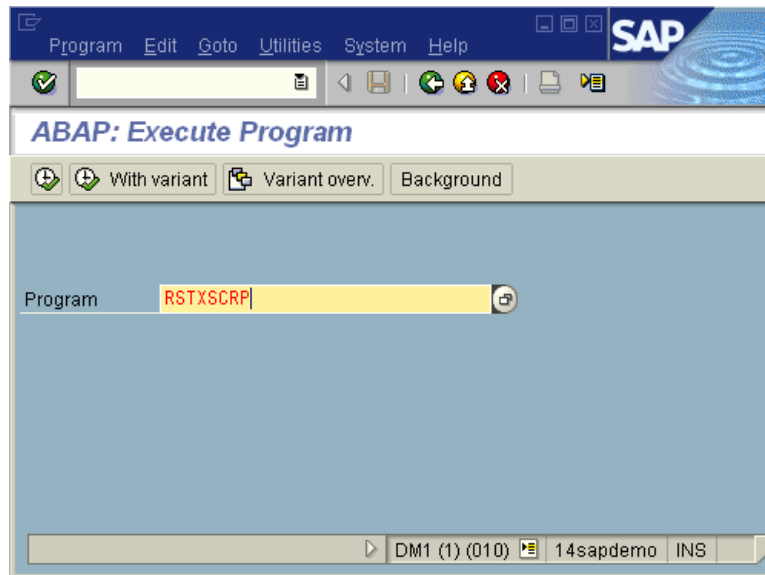 Program Edit Goto Utilities System Help
SAP
ABAP: Execute Program
With variant Variant overv. Background
Program RSTXSCRP
DM1 (1) (010) 14sapdemo INS